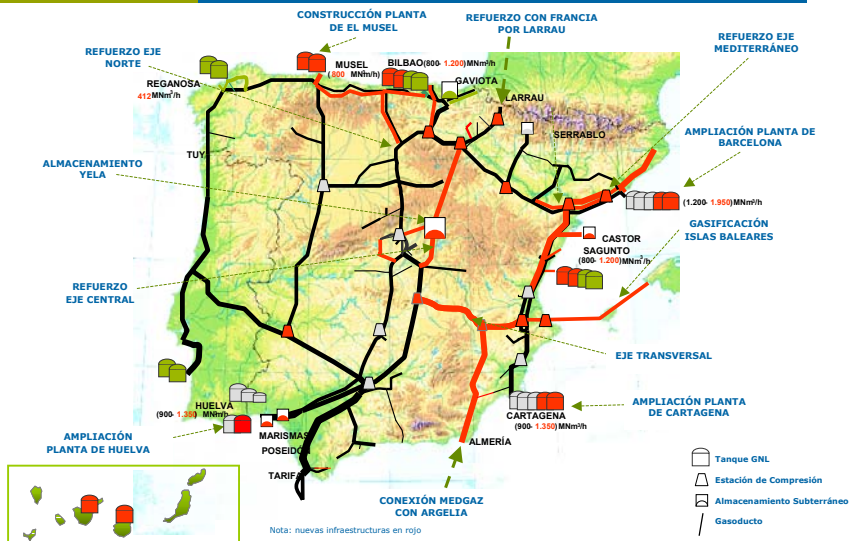 CONSTRUCCIÓN PLANTA
DE EL MUSEL
REFUERZO CON FRANCIA
POR LARRAU
REFUERZO EJE
MEDITERRÁNEO
REFUERZO EJE
NORTE
REGANOSA
412 MNm³/h
MUSEL
(800 MNm³/h)
BILBAO (800- 1.200) MNm³/h
GAVIOTA
LARRAU
SERRABLO
TUY
AMPLIACIÓN PLANTA DE
BARCELONA
(1.200- 1.950) MNm³/h
ALMACENAMIENTO
YELA
GASIFICACIÓN
ISLAS BALEARES
CASTOR
SAGUNTO
(800- 1.200) MNm³/h
REFUERZO
EJE CENTRAL
EJE TRANSVERSAL
HUELVA
(900- 1.350) MNm³/h
AMPLIACIÓN
PLANTA DE HUELVA
MARISMAS
POSEIDÓN
TARIFA
ALMERÍA
CARTAGENA
(900- 1.350) MNm³/h
AMPLIACIÓN PLANTA
DE CARTAGENA
CONEXIÓN MEDGAZ
CON ARGELIA
Tanque GNL
Estación de Compresión
Almacenamiento Subterráneo
Gasoducto
Nota: nuevas infraestructuras en rojo